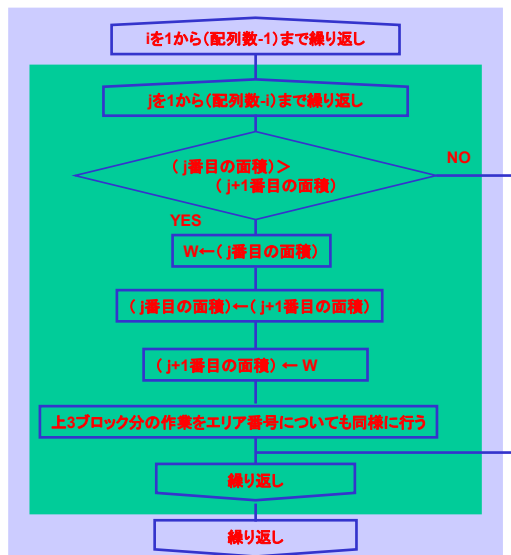 iを1から(配列数-1)まで繰り返し
jを1から(配列数-i)まで繰り返し
(j番目の面積)＞
(j+1番目の面積)
NO
YES
W←(j番目の面積)
(j番目の面積)←(j+1番目の面積)
(j+1番目の面積) ← W
上3ブロック分の作業をエリア番号についても同様に行う
繰り返し
繰り返し